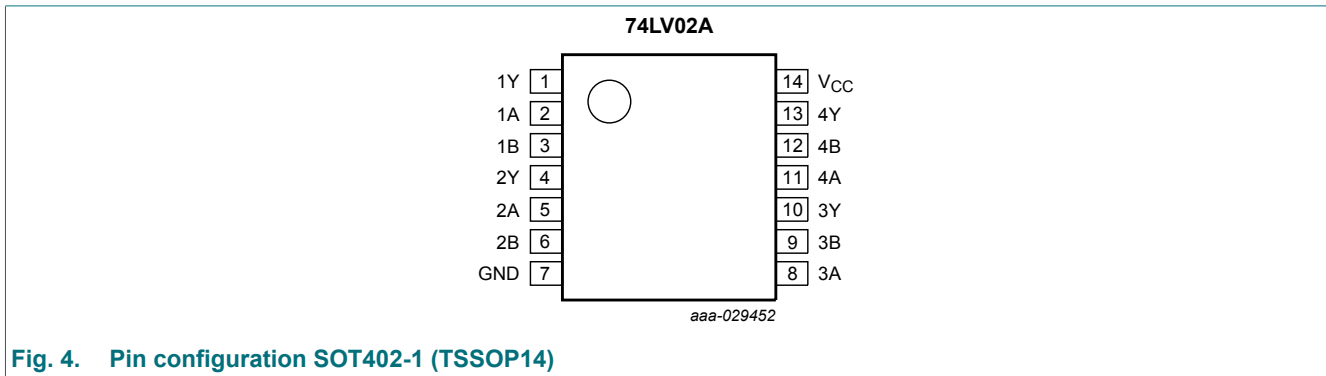 74LV02A
1Y 1 14 VCC
1A 2 13 4Y
1B 3 12 4B
2Y 4 11 4A
2A 5 10 3Y
2B 6 9 3B
GND 7 8 3A
aaa-029452
Fig. 4. Pin configuration SOT402-1 (TSSOP14)